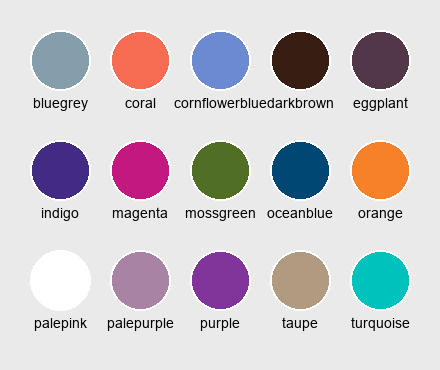 bluegrey coral cornflowerblue darkbrown eggplant
indigo magenta mossgreen oceanblue orange
palepink palepurple purple taupe turquoise